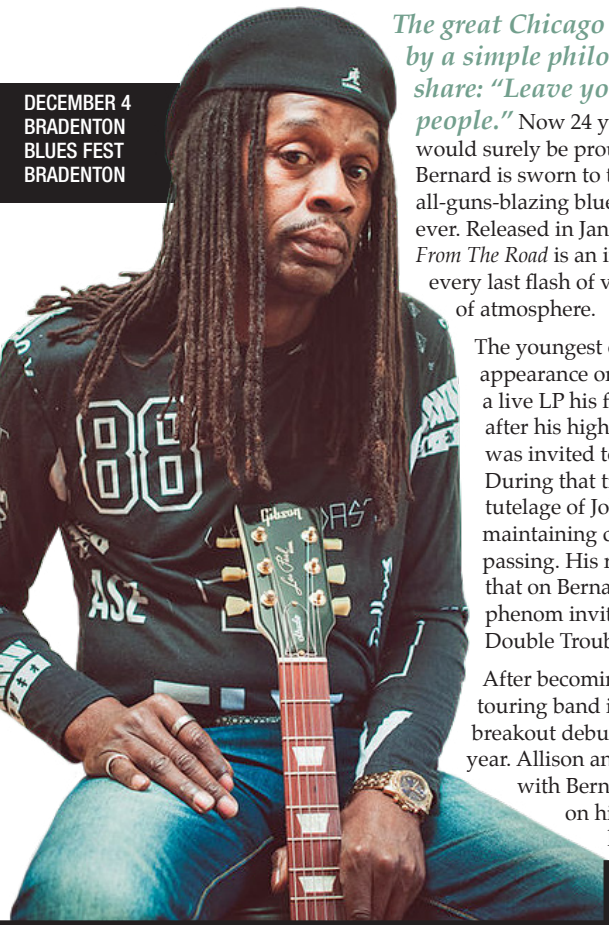 DECEMBER 4
BRADENTON
BLUES FEST
BRADENTON
The great Chicago
by a simple philo
share: “Leave yo
people.” Now 24 y
would surely be prou
Bernard is sworn to t
all-guns-blazing blue
ever. Released in Jan
From The Road is an i
every last flash of v
of atmosphere.
The youngest
appearance on
a live LP his f
after his high
was invited to
During that t
tutelage of Jo
maintaining
passing. His
that on Berna
phenom invit
Double Troub
After becomin
touring band i
breakout debu
year. Allison an
with Bern
on hi
KANGOL
88
ASE
Gibson
Les Paul
Studio